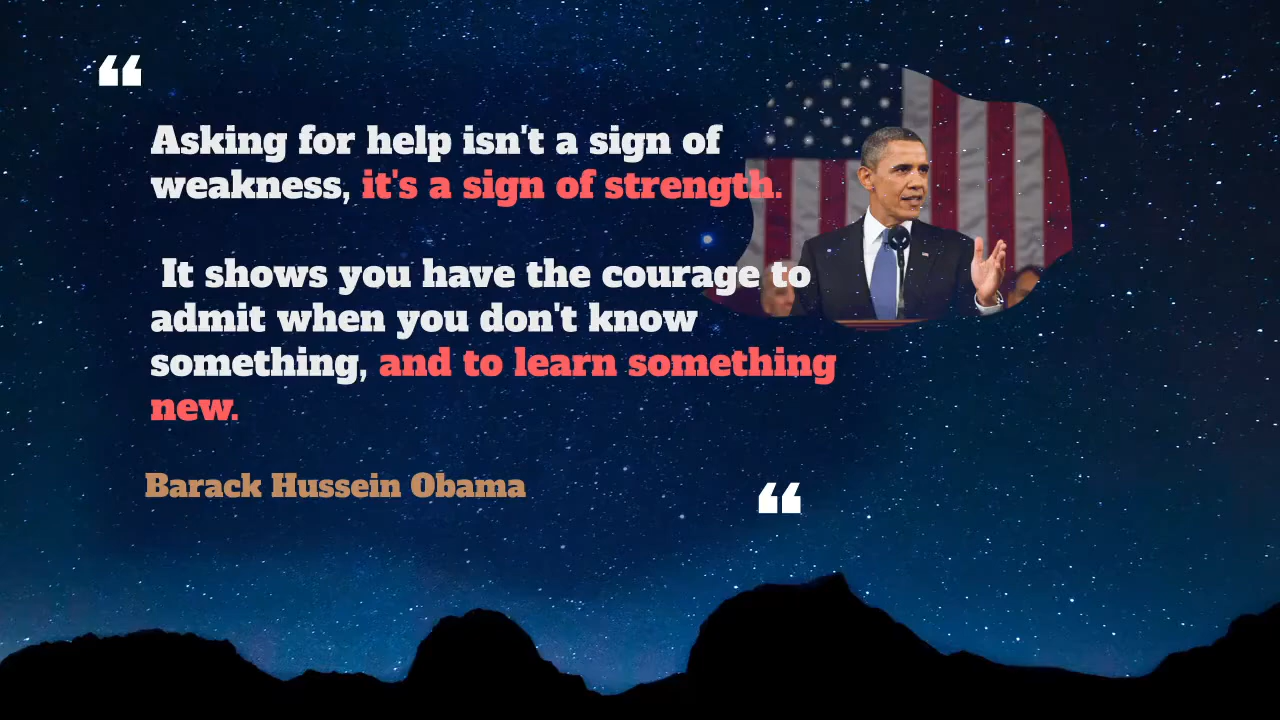 ❝
Asking for help isn't a sign of
weakness, it's a sign of strength.
It shows you have the courage to
admit when you don't know
something, and to learn something
new.
Barack Hussein Obama
❝